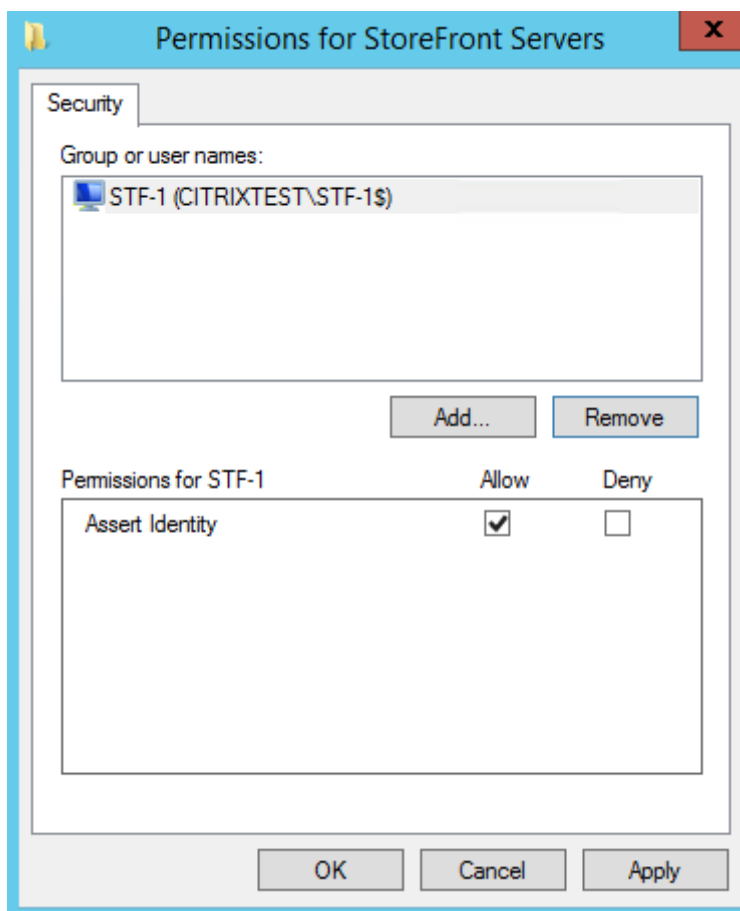 Permissions for StoreFront Servers
x
Security
Group or user names:
STF-1 (CITRIXTEST\STF-1$)
Add...
Remove
Permissions for STF-1 Allow Deny
Assert Identity
OK Cancel Apply